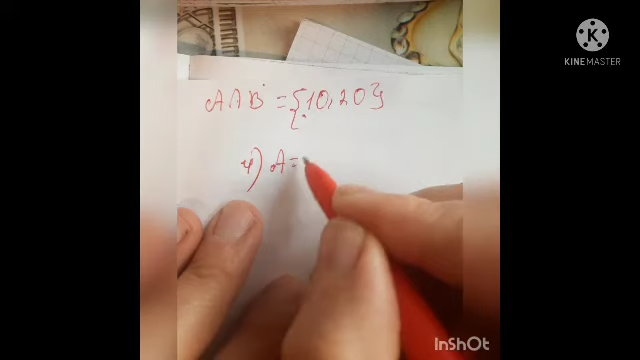 K
KINEMASTER
A A B = {10, 20}
4) A =
InShOt